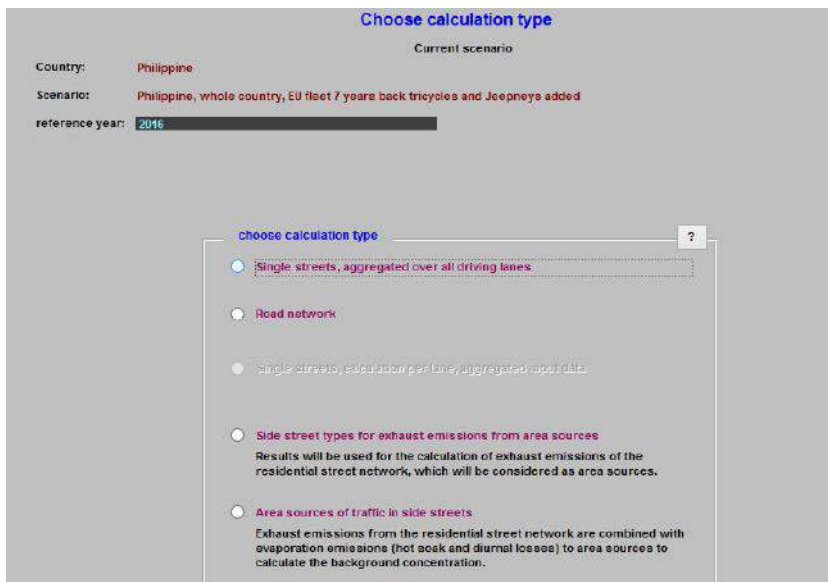 Choose calculation type
Current scenario
Country: Philippine
Scenario: Philippine, whole country, EU fleet 7 years back tricycles and Jeepneys added
reference year: 2016
choose calculation type ?
Single streets, aggregated over all driving lanes
Road network
Single streets, calculation per lane, aggregated input data
Side street types for exhaust emissions from area sources
Results will be used for the calculation of exhaust emissions of the
residential street network, which will be considered as area sources.
Area sources of traffic in side streets
Exhaust emissions from the residential street network are combined with
evaporation emissions (hot soak and diurnal losses) to area sources to
calculate the background concentration.